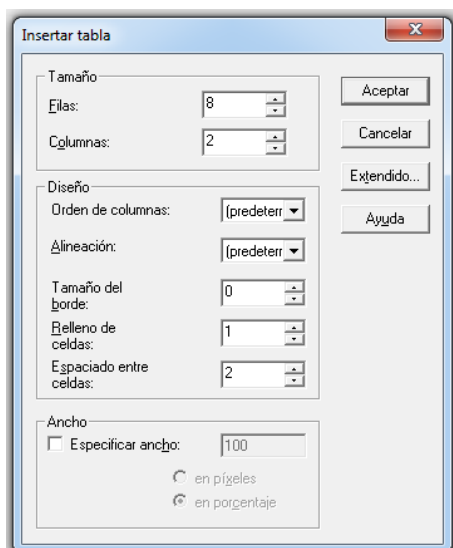 Insertar tabla
Tamaño
Filas: 8
Columnas: 2
Diseño
Orden de columnas: (predeterr
Alineación: (predeterr
Tamaño del
borde: 0
Relleno de
celdas: 1
Espaciado entre
celdas: 2
Ancho
Especificar ancho: 100
en píxeles
en porcentaje
Aceptar
Cancelar
Extendido...
Ayuda